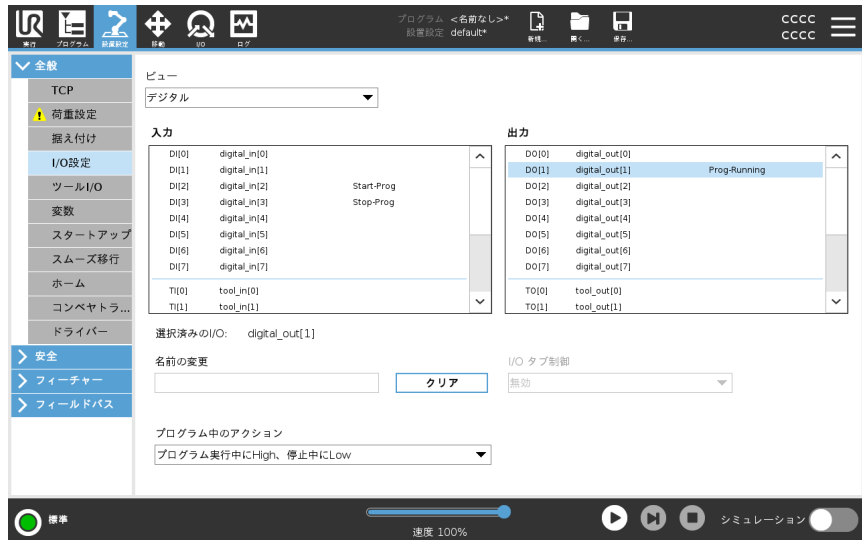 UR
実行
プログラム
設置設定
移動
I/O
ログ
プログラム <名前なし>*
設置設定 default*
新規...
開く...
保存...
CCCC
CCCC
全般
TCP
荷重設定
据え付け
I/O設定
ツールI/O
変数
スタートアップ
スムーズ移行
ホーム
コンベヤトラ...
ドライバー
安全
フィーチャー
フィールドバス
ビュー
デジタル
入力
DI[0] digital_in[0]
DI[1] digital_in[1]
DI[2] digital_in[2] Start-Prog
DI[3] digital_in[3] Stop-Prog
DI[4] digital_in[4]
DI[5] digital_in[5]
DI[6] digital_in[6]
DI[7] digital_in[7]
TI[0] tool_in[0]
TI[1] tool_in[1]
出力
DO[0] digital_out[0]
DO[1] digital_out[1] Prog-Running
DO[2] digital_out[2]
DO[3] digital_out[3]
DO[4] digital_out[4]
DO[5] digital_out[5]
DO[6] digital_out[6]
DO[7] digital_out[7]
TO[0] tool_out[0]
TO[1] tool_out[1]
選択済みのI/O: digital_out[1]
名前の変更
クリア
I/O タブ制御
無効
プログラム中のアクション
プログラム実行中にHigh、停止中にLow
標準
速度 100%
シミュレーション